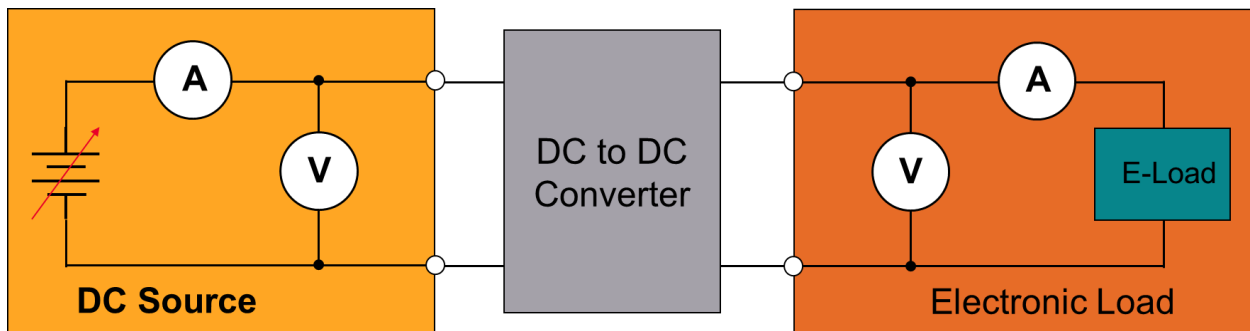 A
V
DC Source
DC to DC
Converter
A
V
E-Load
Electronic Load